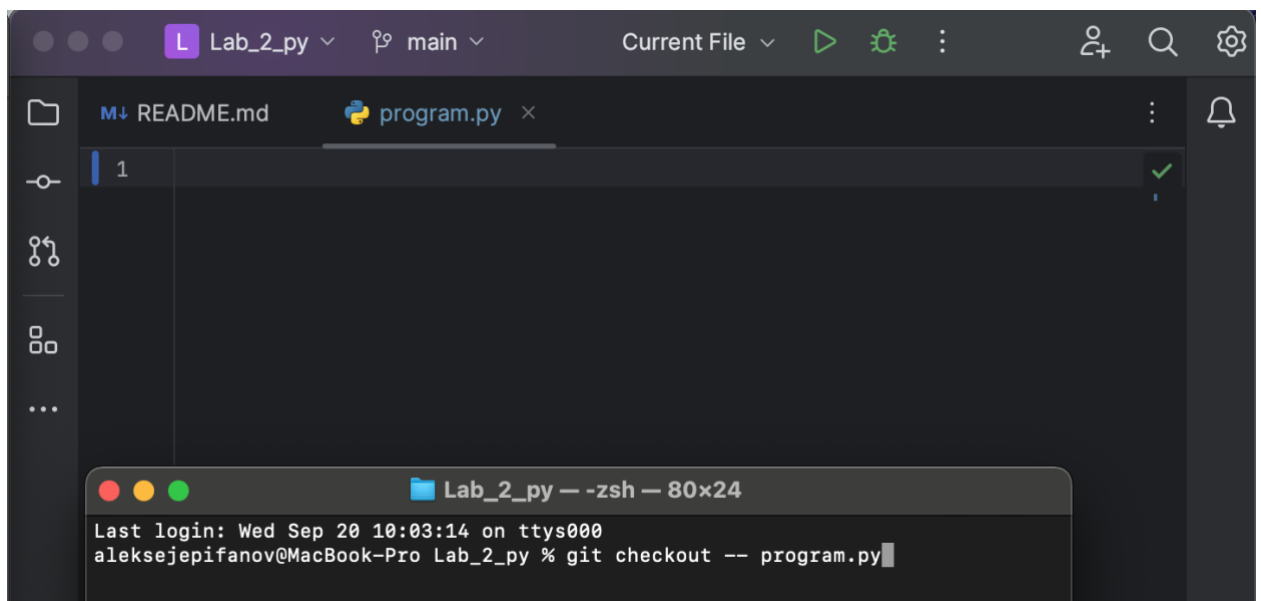 L Lab_2_py main Current File
M↓ README.md program.py
1
Lab_2_py — -zsh — 80×24
Last login: Wed Sep 20 10:03:14 on ttys000
aleksejepifanov@MacBook-Pro Lab_2_py % git checkout -- program.py